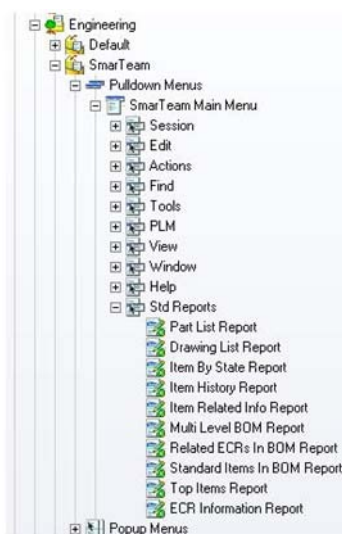 Engineering
Default
SmarTeam
Pulldown Menus
SmarTeam Main Menu
Session
Edit
Actions
Find
Tools
PLM
View
Window
Help
Std Reports
Part List Report
Drawing List Report
Item By State Report
Item History Report
Item Related Info Report
Multi Level BOM Report
Related ECRs In BOM Report
Standard Items In BOM Report
Top Items Report
ECR Information Report
Popup Menus